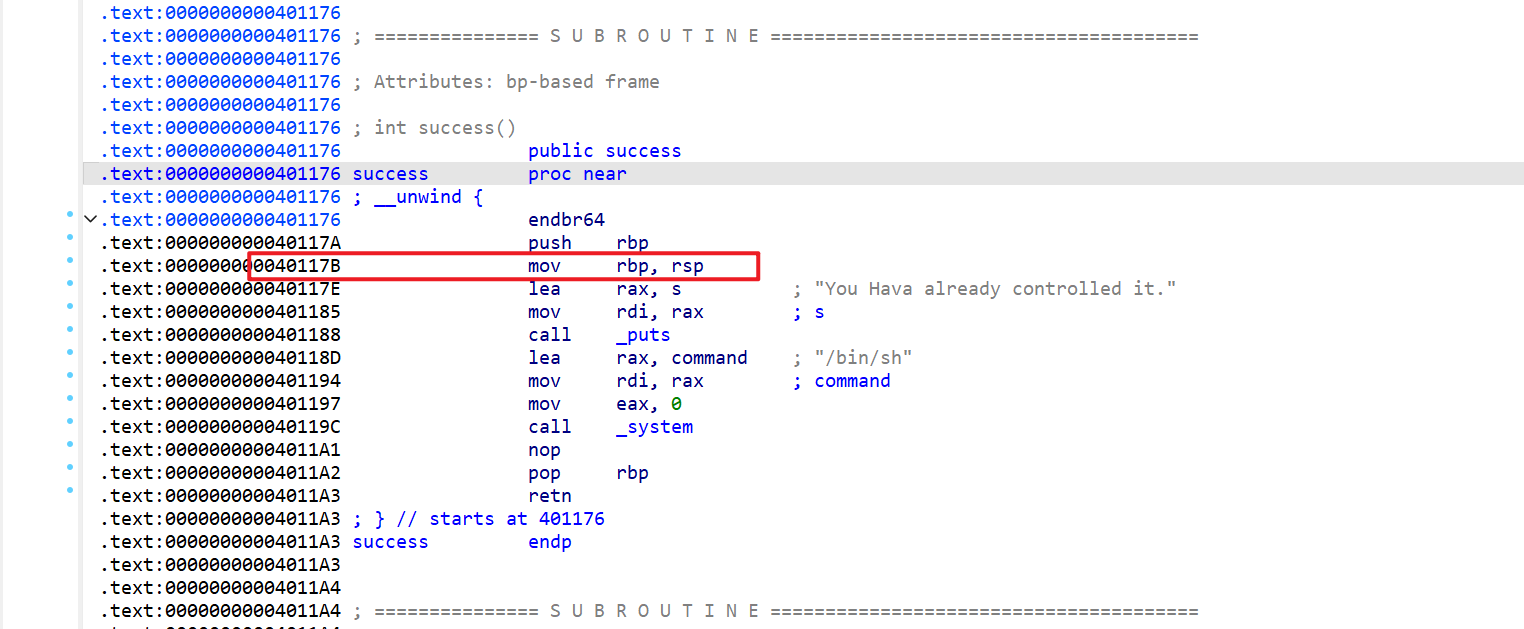 .text:0000000000401176
.text:0000000000401176 ; =============== S U B R O U T I N E =======================================
.text:0000000000401176
.text:0000000000401176 ; Attributes: bp-based frame
.text:0000000000401176
.text:0000000000401176 ; int success()
.text:0000000000401176 public success
.text:0000000000401176 success proc near
.text:0000000000401176 ; __unwind {
.text:0000000000401176 endbr64
.text:000000000040117A push rbp
.text:000000000040117B mov rbp, rsp
.text:000000000040117E lea rax, s ; "You Hava already controlled it."
.text:0000000000401185 mov rdi, rax ; s
.text:0000000000401188 call _puts
.text:000000000040118D lea rax, command ; "/bin/sh"
.text:0000000000401194 mov rdi, rax ; command
.text:0000000000401197 mov eax, 0
.text:000000000040119C call _system
.text:00000000004011A1 nop
.text:00000000004011A2 pop rbp
.text:00000000004011A3 retn
.text:00000000004011A3 ; } // starts at 401176
.text:00000000004011A3 success endp
.text:00000000004011A3
.text:00000000004011A4
.text:00000000004011A4 ; =============== S U B R O U T I N E =======================================